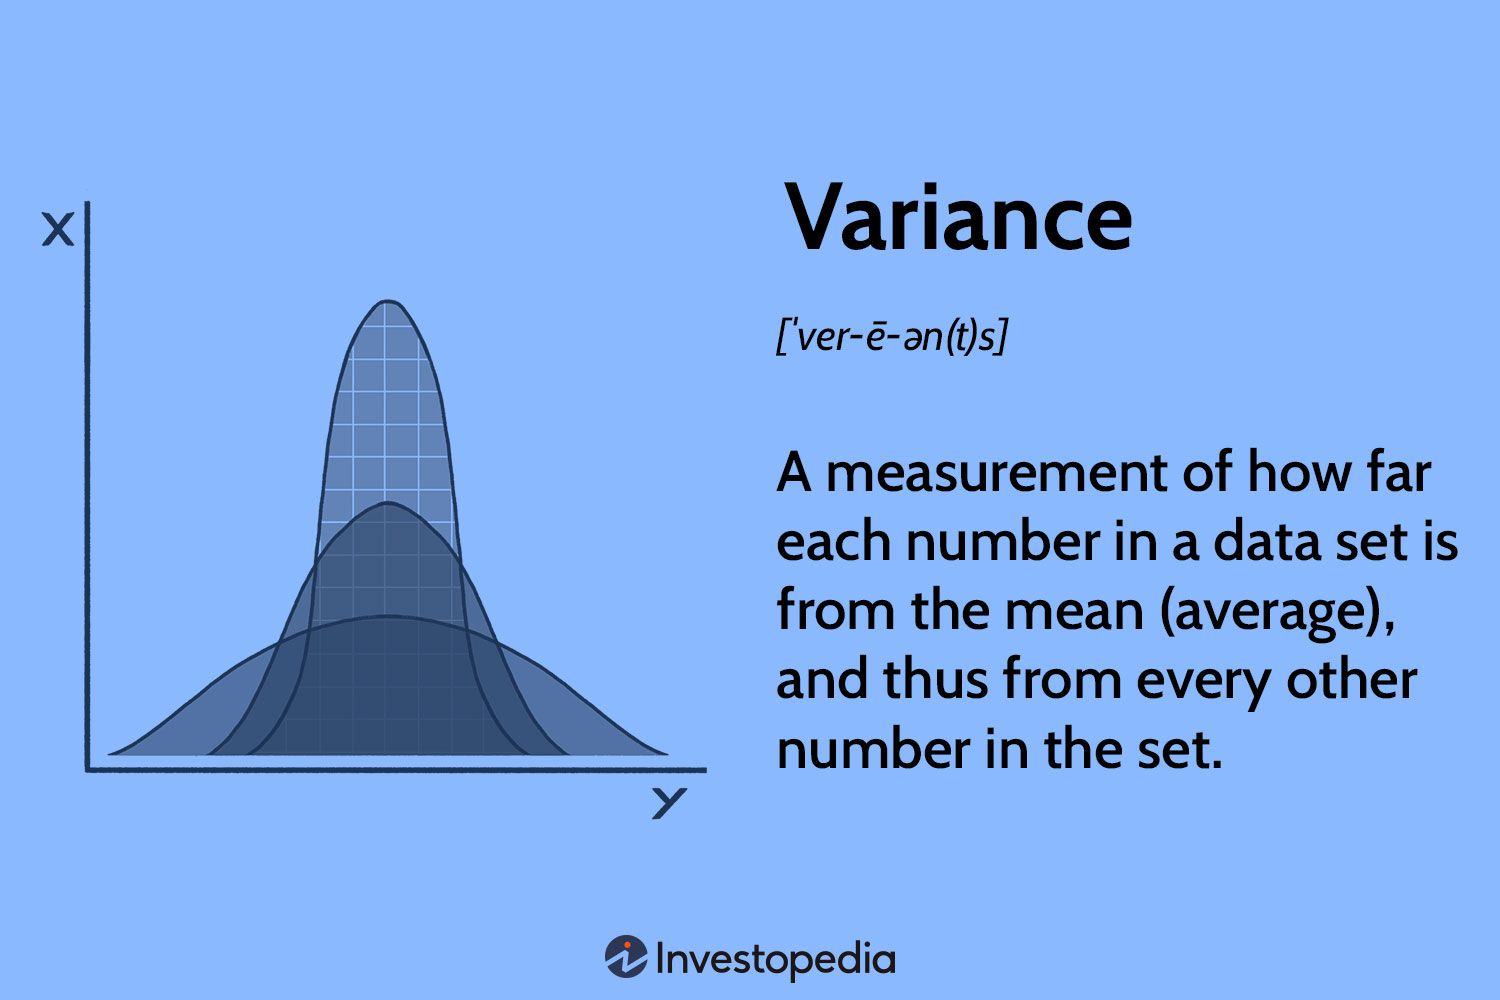 X
Variance
['ver-ē-ən(t)s]
A measurement of how far
each number in a data set is
from the mean (average),
and thus from every other
number in the set.
Y
Investopedia